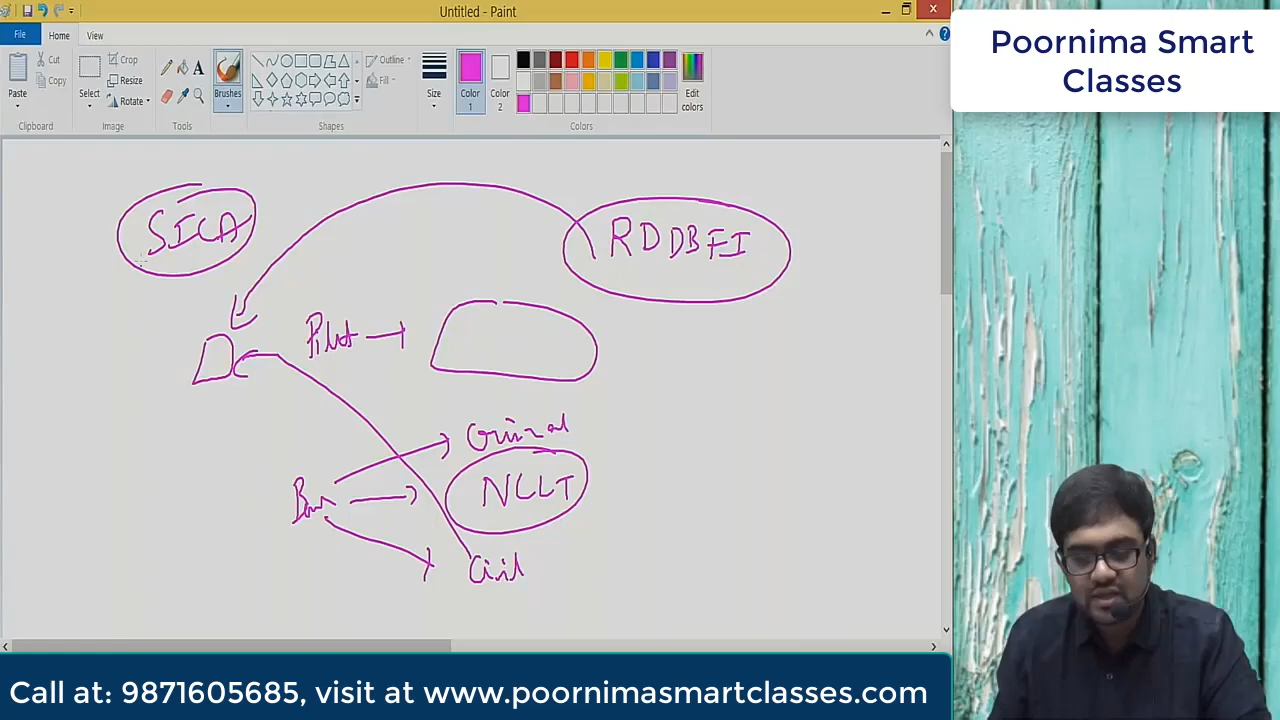 Untitled - Paint
File Home View
Paste
Cut
Copy
Clipboard
Select
Crop
Resize
Rotate
Image
Tools
Brushes
Shapes
Outline
Fill
Size
Color 1
Color 2
Edit colors
Colors
Poornima Smart Classes
SICA
RDDBFI
Pilot
NCLT
Civil
Call at: 9871605685, visit at www.poornimasmartclasses.com